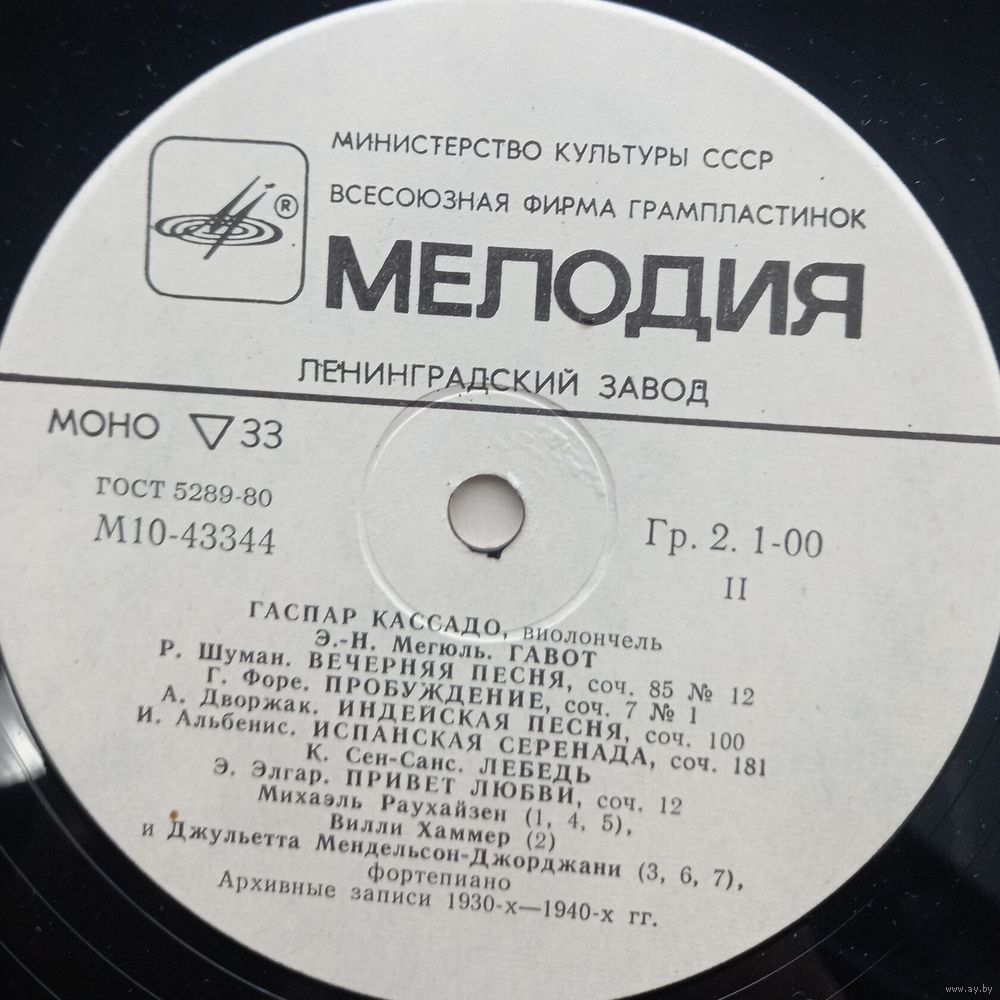 МИНИСТЕРСТВО КУЛЬТУРЫ СССР
ВСЕСОЮЗНАЯ ФИРМА ГРАМПЛАСТИНОК
®
МЕЛОДИЯ
ЛЕНИНГРАДСКИЙ ЗАВОД
МОНО ▽ 33
ГОСТ 5289-80
М10-43344
Гр. 2. 1-00
II
ГАСПАР КАССАДО, виолончель
Э.-Н. Мегюль. ГАВОТ
Р. Шуман. ВЕЧЕРНЯЯ ПЕСНЯ, соч. 85 № 12
Г. Форе. ПРОБУЖДЕНИЕ, соч. 7 № 1
А. Дворжак. ИНДЕЙСКАЯ ПЕСНЯ, соч. 100
И. Альбенис. ИСПАНСКАЯ СЕРЕНАДА, соч. 181
К. Сен-Санс. ЛЕБЕДЬ
Э. Элгар. ПРИВЕТ ЛЮБВИ, соч. 12
Михаэль Раухайзен (1, 4, 5),
Вилли Хаммер (2)
и Джульетта Мендельсон-Джорджани (3, 6, 7),
фортепиано
Архивные записи 1930-х—1940-х гг.
www.ay.by